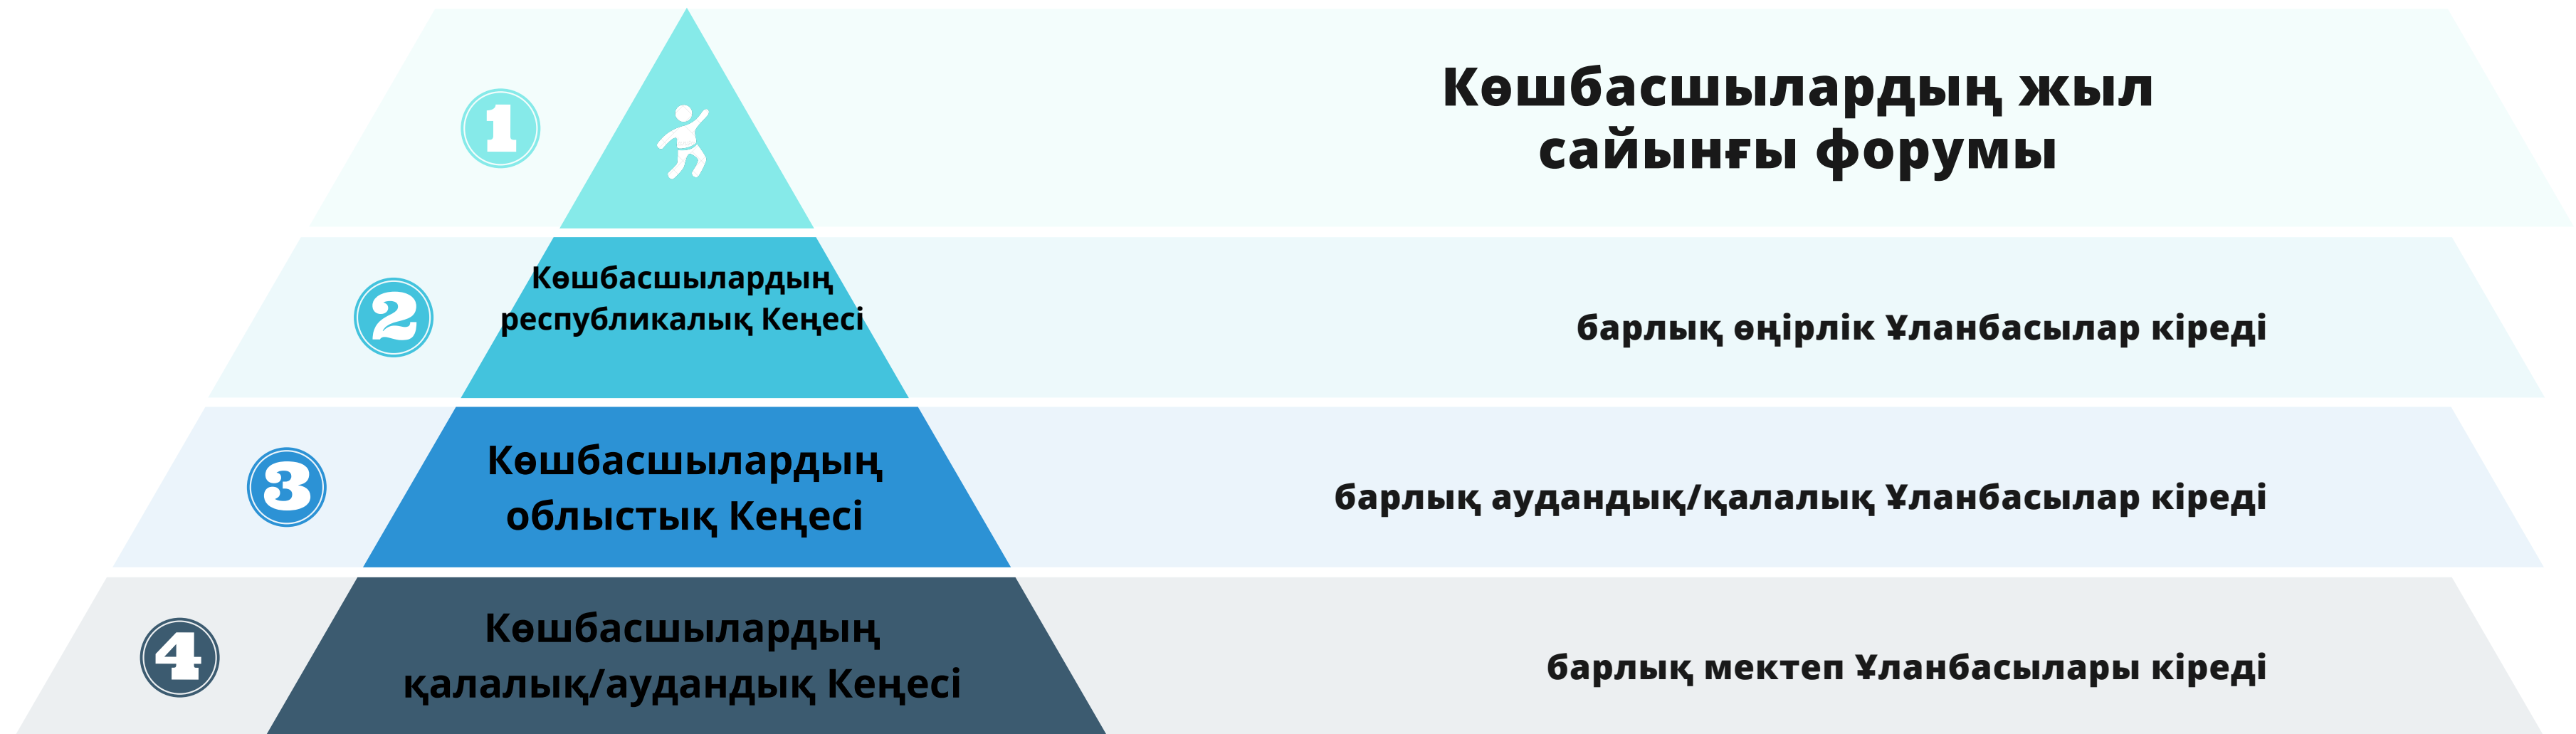 1
Көшбасшылардың жыл
сайынғы форумы
2
Көшбасшылардың
республикалық Кеңесі
барлық өңірлік Ұланбасылар кіреді
3
Көшбасшылардың
облыстық Кеңесі
барлық аудандық/қалалық Ұланбасылар кіреді
4
Көшбасшылардың
қалалық/аудандық Кеңесі
барлық мектеп Ұланбасылары кіреді